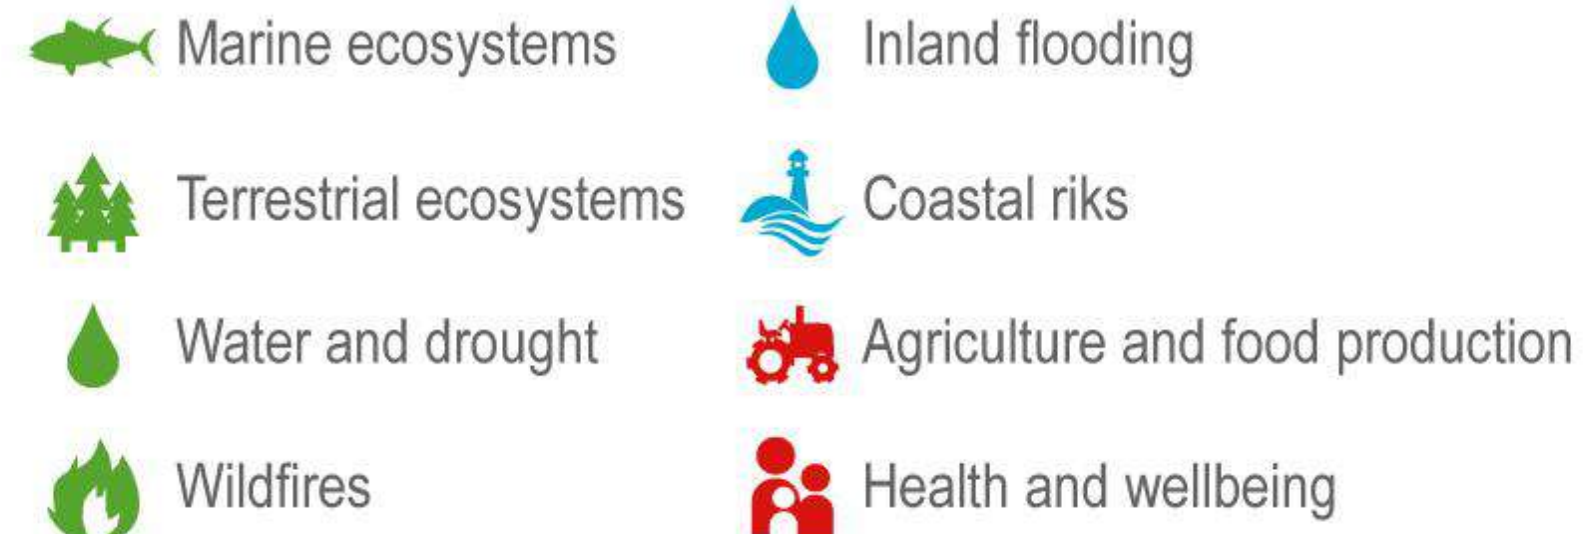 Marine ecosystems
Inland flooding
Terrestrial ecosystems
Coastal riks
Water and drought
Agriculture and food production
Wildfires
Health and wellbeing